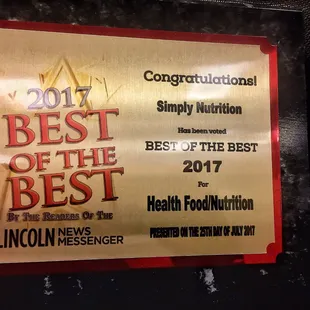 2017
BEST
OF THE
BEST
BY THE READERS OF THE
LINCOLN NEWS MESSENGER
Congratulations!
Simply Nutrition
Has been voted
BEST OF THE BEST
2017
For
Health Food/Nutrition
PRESENTED ON THE 25TH DAY OF JULY 2017